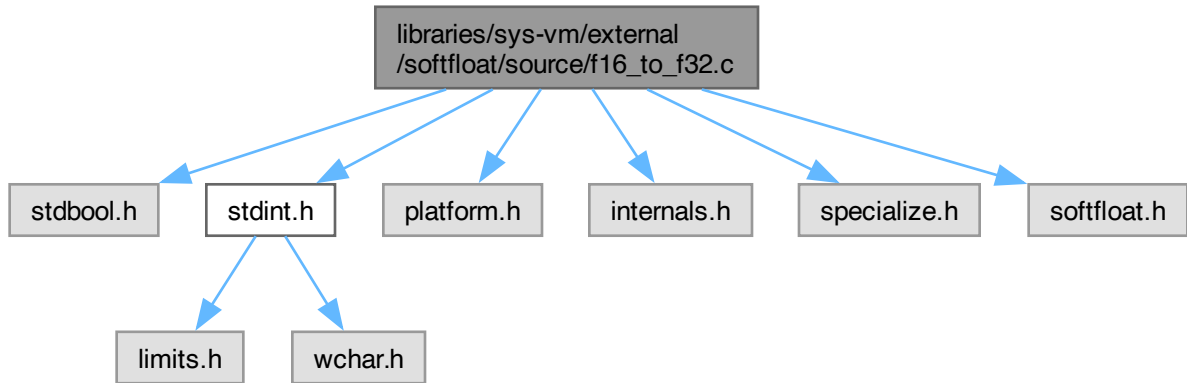 libraries/sys-vm/external
/softfloat/source/f16_to_f32.c
stdbool.h
stdint.h
platform.h
internals.h
specialize.h
softfloat.h
limits.h
wchar.h